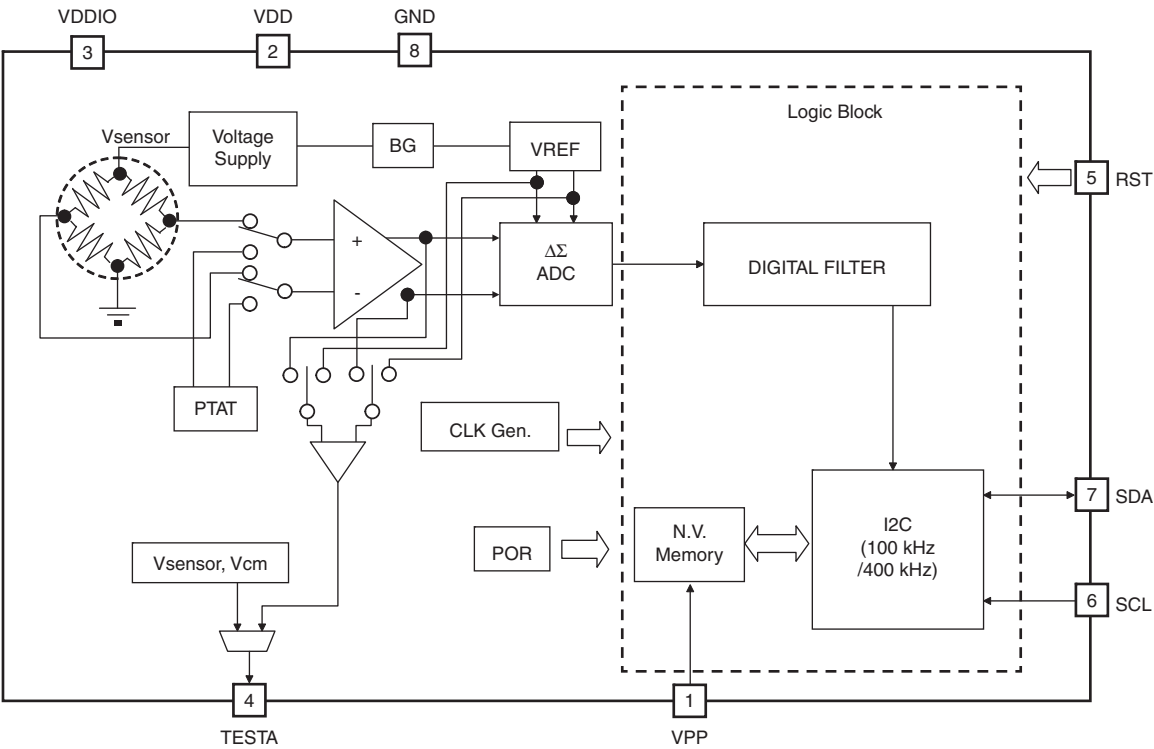 VDDIO
VDD
GND
3
2
8
Logic Block
Vsensor
Voltage
Supply
BG
VREF
5
RST
+
-
ΔΣ
ADC
DIGITAL FILTER
PTAT
CLK Gen.
I2C
(100 kHz
/400 kHz)
7
SDA
N.V.
Memory
POR
Vsensor, Vcm
6
SCL
4
1
TESTA
VPP